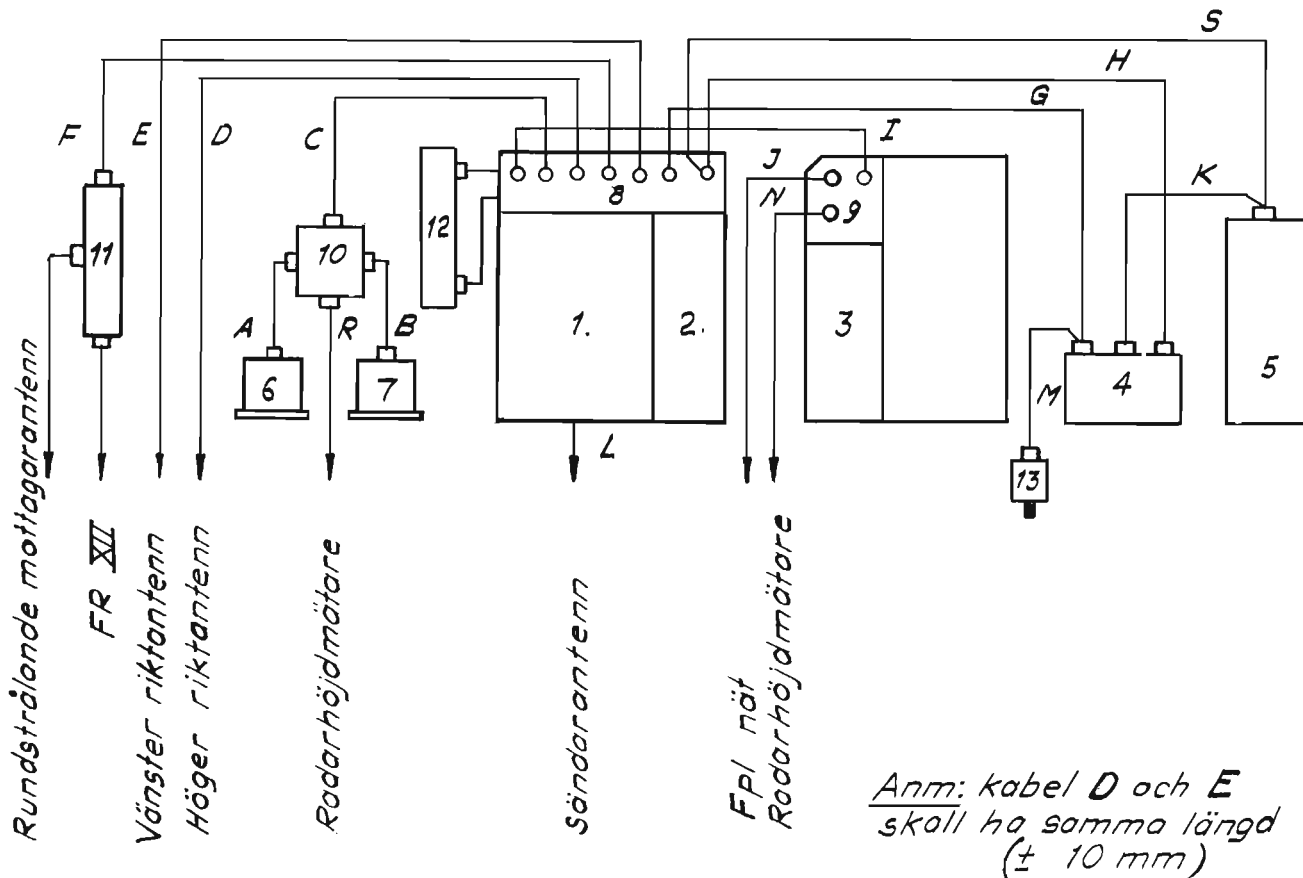 S
H
G
F
E
D
C
I
J
K
N
8
9
12
11
10
A
R
B
1.
2.
3
4
5
6
7
M
L
13
Rundstrålande mottagarantenn
FR XII
Vänster riktantenn
Höger riktantenn
Radarhöjdmätare
Sändarantenn
Fpl nät
Radarhöjdmätare
Anm: kabel D och E
skall ha samma längd
(± 10 mm)